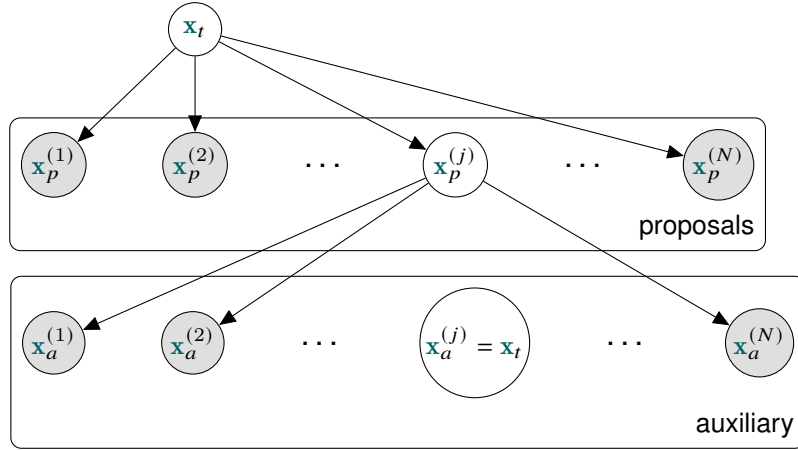 x_t
x_p^(1) x_p^(2) ... x_p^(j) ... x_p^(N)
proposals
x_a^(1) x_a^(2) ... x_a^(j) = x_t ... x_a^(N)
auxiliary